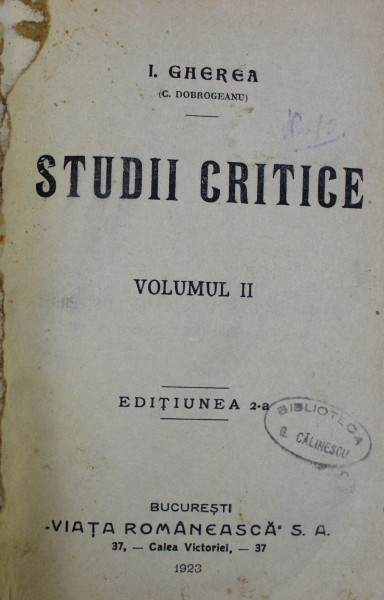 I. GHEREA
(C. DOBROGEANU)
STUDII CRITICE
VOLUMUL II
EDIȚIUNEA 2-a
BIBLIOTECA
G. CĂLINESCU
BUCUREȘTI
„VIAȚA ROMÂNEASCĂ“ S. A.
37, — Calea Victoriei, — 37
1923